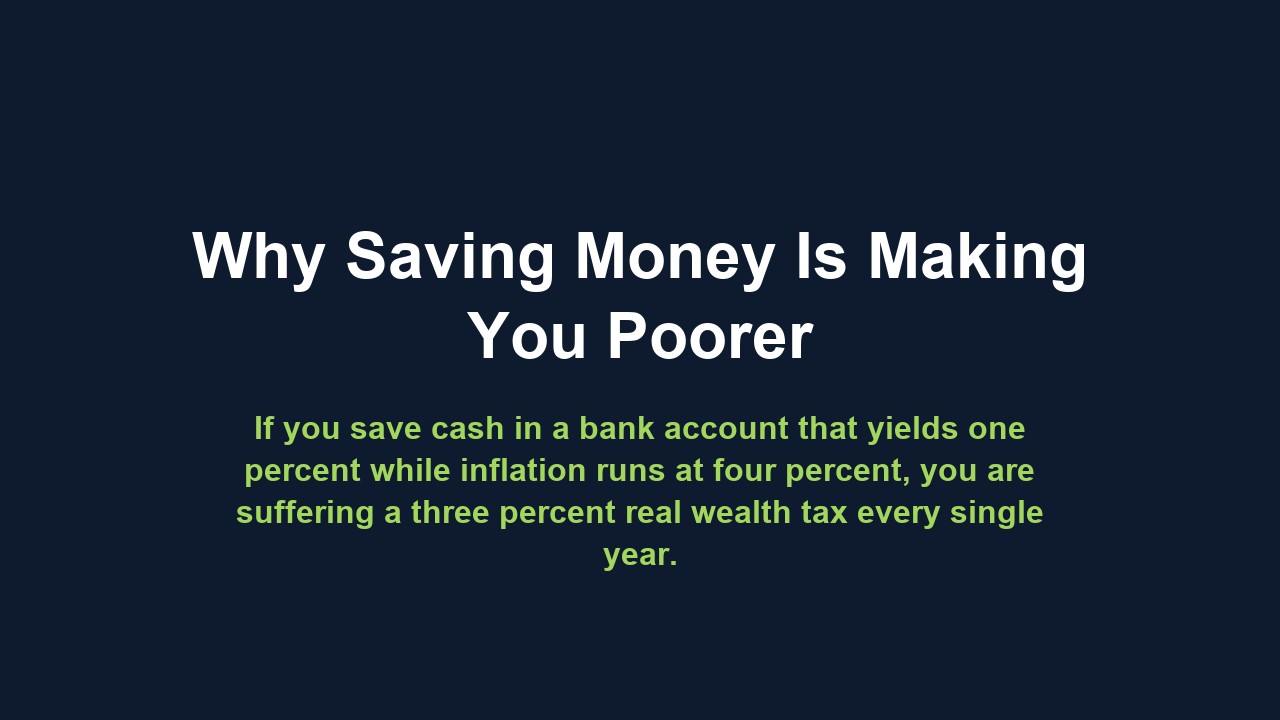 Why Saving Money Is Making
You Poorer
If you save cash in a bank account that yields one
percent while inflation runs at four percent, you are
suffering a three percent real wealth tax every single
year.